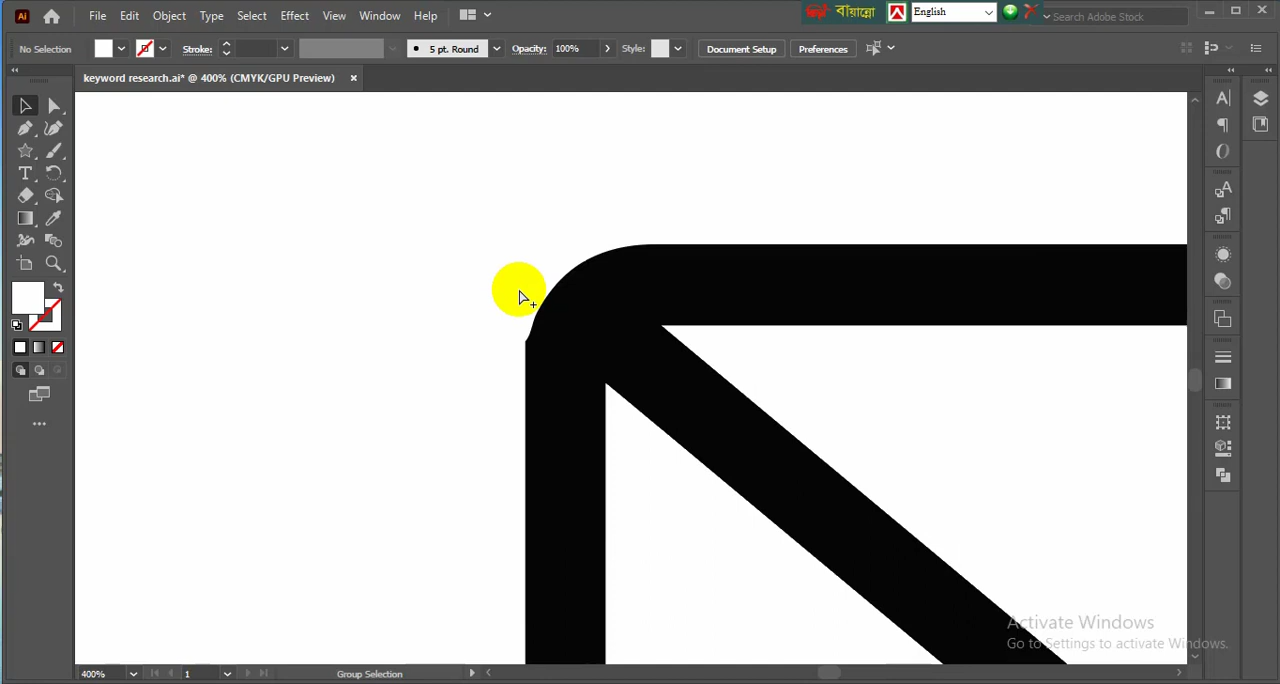 Ai File Edit Object Type Select Effect View Window Help বায়ান্নো English Search Adobe Stock
No Selection Stroke: 5 pt. Round Opacity: 100% Style: Document Setup Preferences
keyword research.ai* @ 400% (CMYK/GPU Preview)
Activate Windows
Go to Settings to activate Windows.
400% 1 Group Selection